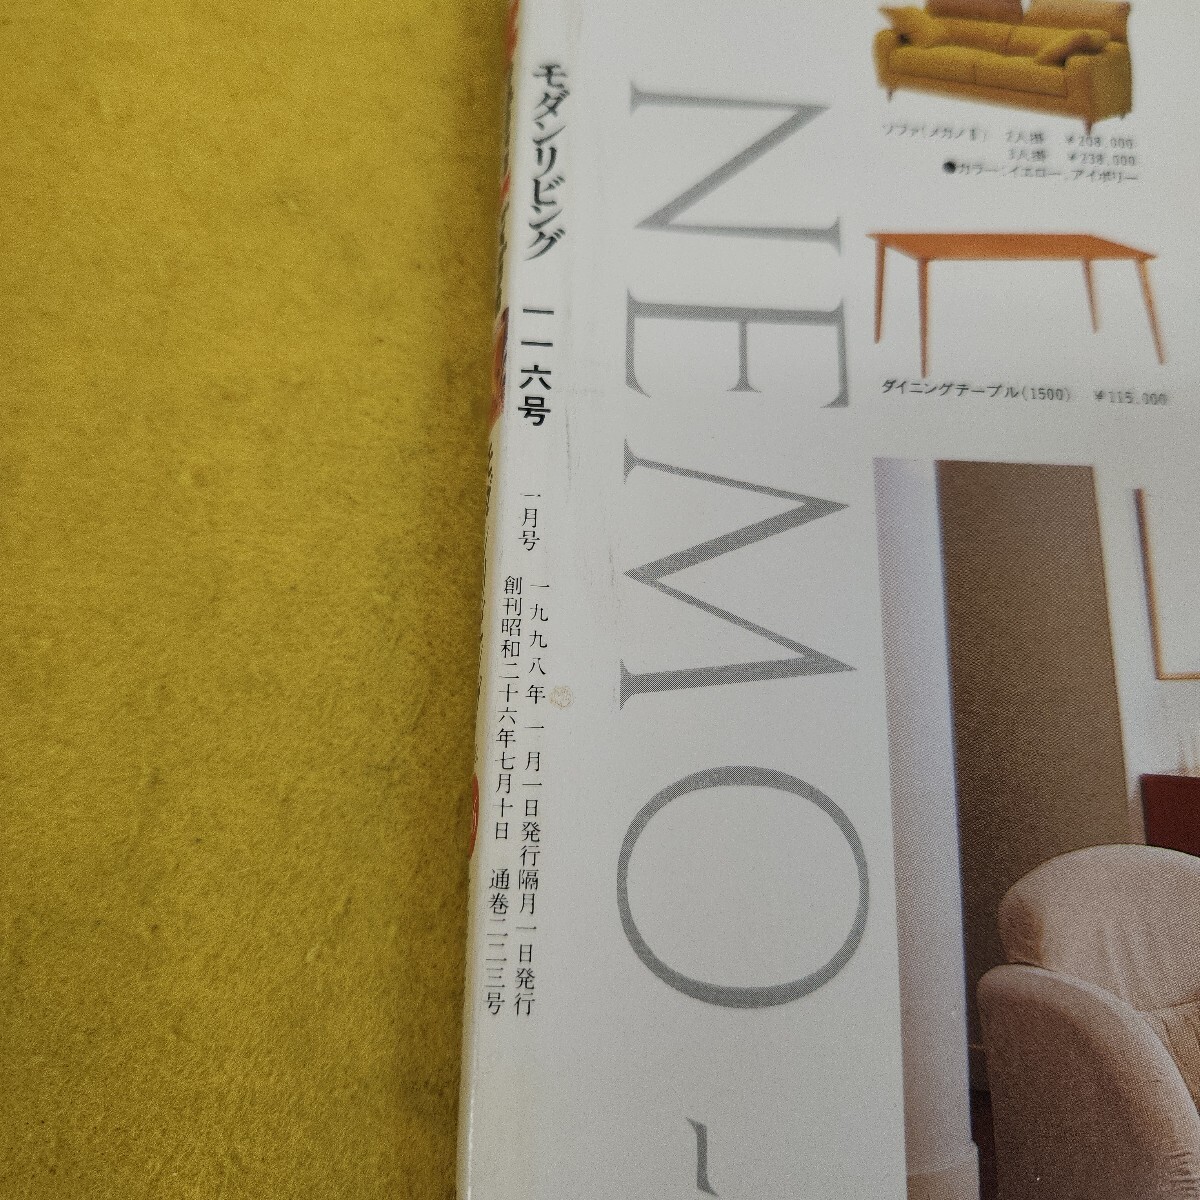 モダンリビング 一一六号 一月号 一九九八年一月一日発行隔月一日発行
創刊昭和二十六年七月十日 通巻二二三号
NEMO
ソファ(メガノⅡ) 2人掛 ¥208,000
3人掛 ¥238,000
●カラー:イエロー、アイボリー
ダイニングテーブル(1500) ¥115,000